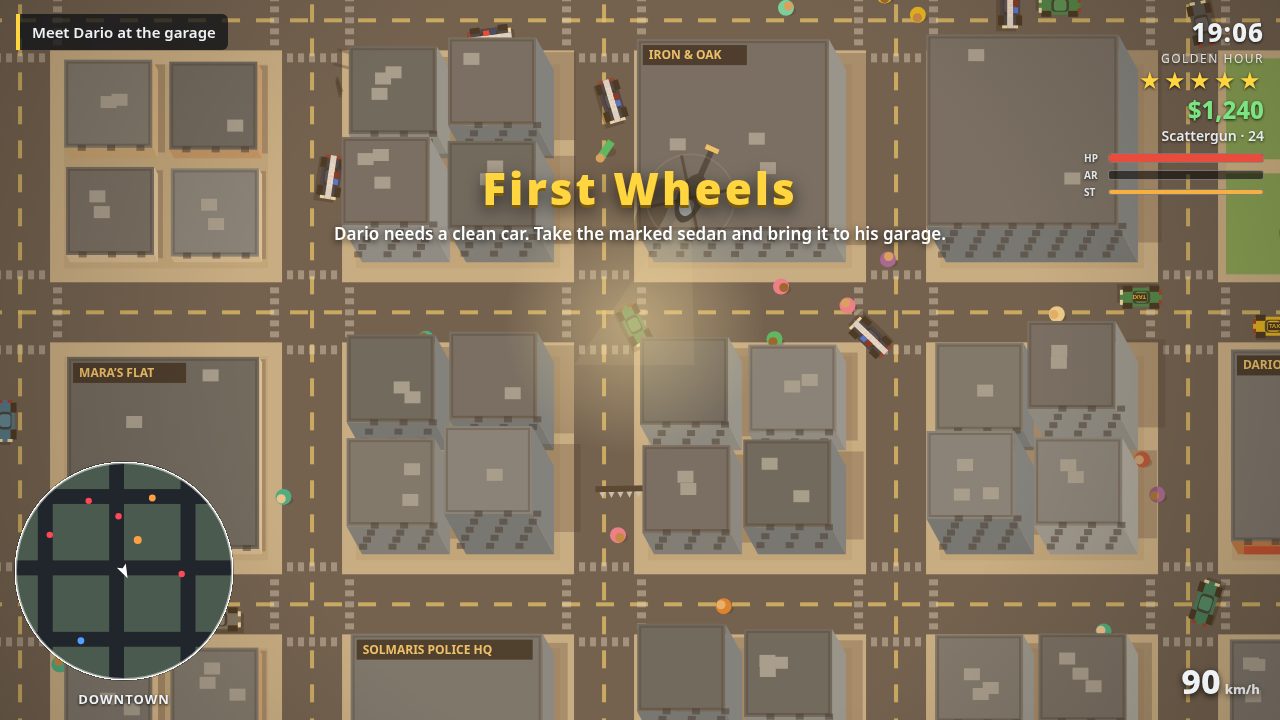 Meet Dario at the garage
19:06
GOLDEN HOUR
$1,240
Scattergun · 24
HP
AR
ST
IRON & OAK
First Wheels
Dario needs a clean car. Take the marked sedan and bring it to his garage.
TAXI
TAXI
MARA'S FLAT
DARIO
SOLMARIS POLICE HQ
DOWNTOWN
90 km/h